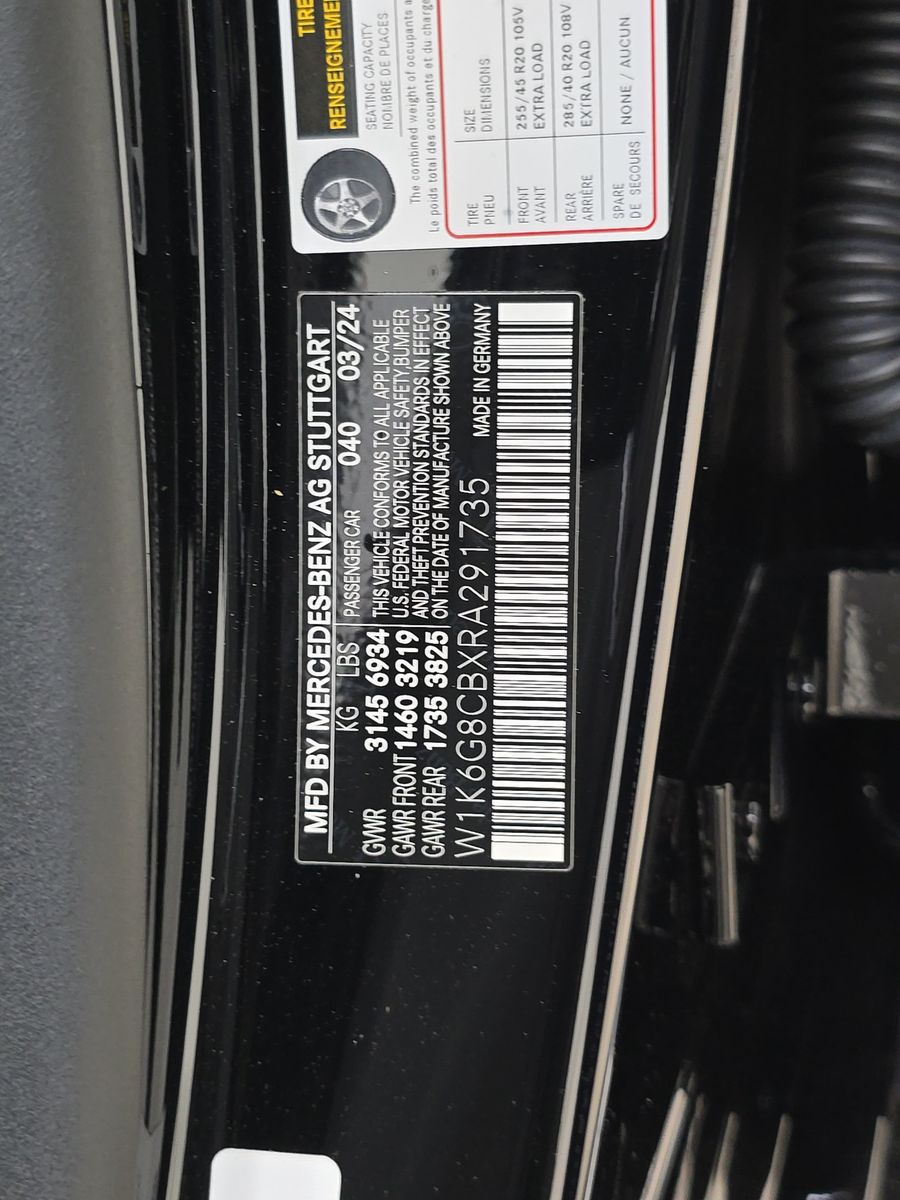 TIRE
RENSEIGNEME
SEATING CAPACITY
NOMBRE DE PLACES
The combined weight of occupants a
Le poids total des occupants et du charge
TIRE SIZE
PNEU DIMENSIONS
FRONT 255/45 R20 105V
AVANT EXTRA LOAD
REAR 285/40 R20 108V
ARRIÈRE EXTRA LOAD
SPARE NONE / AUCUN
DE SECOURS
MFD BY MERCEDES-BENZ AG STUTTGART
KG LBS PASSENGER CAR 040 03/24
GVWR 3145 6934 THIS VEHICLE CONFORMS TO ALL APPLICABLE
GAWR FRONT 1460 3219 U.S. FEDERAL MOTOR VEHICLE SAFETY,BUMPER
GAWR REAR 1735 3825 AND THEFT PREVENTION STANDARDS IN EFFECT
ON THE DATE OF MANUFACTURE SHOWN ABOVE
W1K6G8CBXRA291735 MADE IN GERMANY